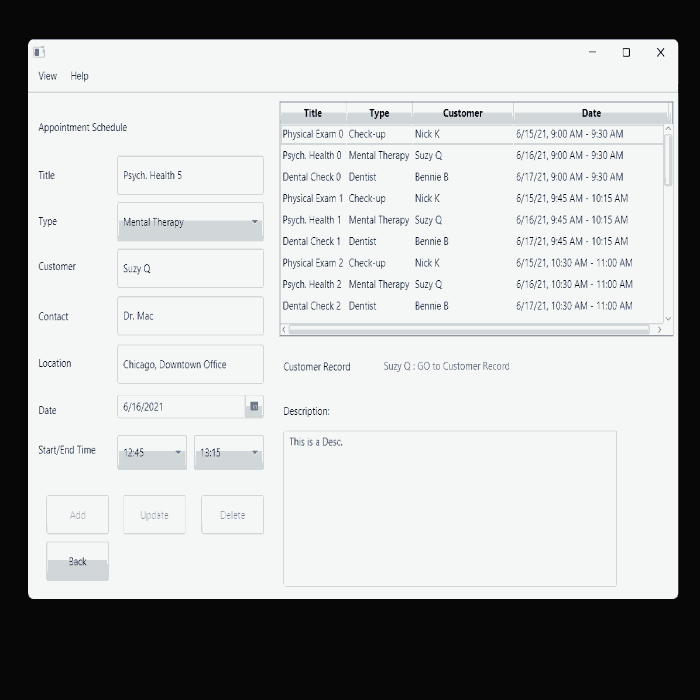 View Help
Appointment Schedule
Title Psych. Health 5
Type Mental Therapy
Customer Suzy Q
Contact Dr. Mac
Location Chicago, Downtown Office
Date 6/16/2021
Start/End Time 12:45 13:15
Add Update Delete
Back
Title Type Customer Date
Physical Exam 0 Check-up Nick K 6/15/21, 9:00 AM - 9:30 AM
Psych. Health 0 Mental Therapy Suzy Q 6/16/21, 9:00 AM - 9:30 AM
Dental Check 0 Dentist Bennie B 6/17/21, 9:00 AM - 9:30 AM
Physical Exam 1 Check-up Nick K 6/15/21, 9:45 AM - 10:15 AM
Psych. Health 1 Mental Therapy Suzy Q 6/16/21, 9:45 AM - 10:15 AM
Dental Check 1 Dentist Bennie B 6/17/21, 9:45 AM - 10:15 AM
Physical Exam 2 Check-up Nick K 6/15/21, 10:30 AM - 11:00 AM
Psych. Health 2 Mental Therapy Suzy Q 6/16/21, 10:30 AM - 11:00 AM
Dental Check 2 Dentist Bennie B 6/17/21, 10:30 AM - 11:00 AM
Customer Record Suzy Q : GO to Customer Record
Description:
This is a Desc.